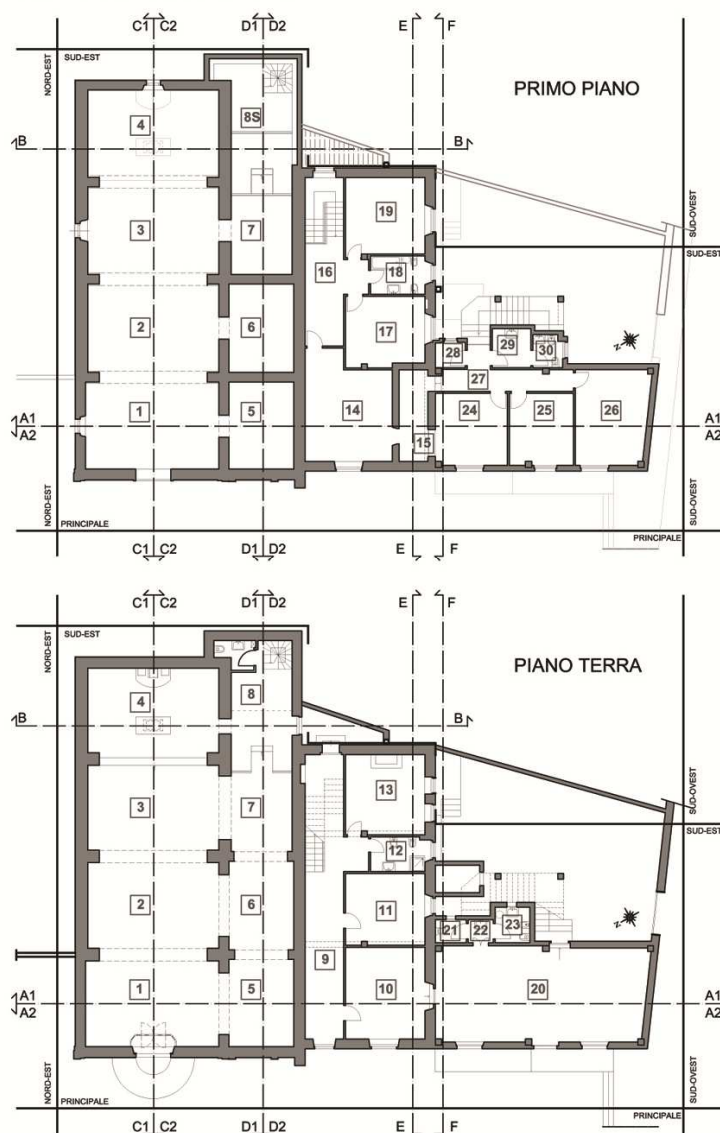 C1 C2 D1 D2 E F
NORD-EST SUD-EST
PRIMO PIANO
4 8S
B B
19
SUD-OVEST
3 7 16 18 SUD-EST
17
2 6 29
28 30
N
27
1 5 14 24 25 26
A1 A1
A2 A2
15
NORD-EST PRINCIPALE SUD-OVEST
PRINCIPALE
C1 C2 D1 D2 E F
C1 C2 D1 D2 E F
NORD-EST SUD-EST
PIANO TERRA
4 8
B B
13
SUD-OVEST
3 7 SUD-EST
12
2 6 11
21 22 23
N
9
1 5 10 20
A1 A1
A2 A2
NORD-EST PRINCIPALE SUD-OVEST
PRINCIPALE
C1 C2 D1 D2 E F